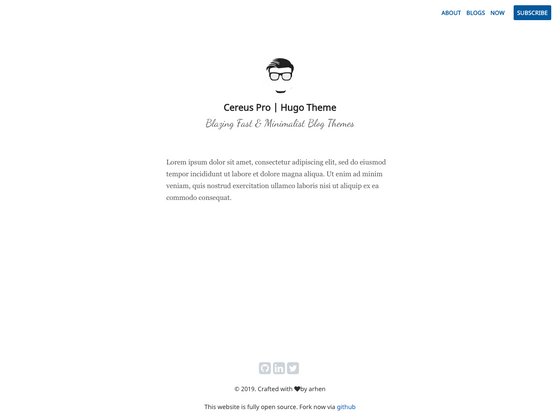 ABOUT BLOGS NOW SUBSCRIBE
Cereus Pro | Hugo Theme
Blazing Fast & Minimalist Blog Themes
Lorem ipsum dolor sit amet, consectetur adipiscing elit, sed do eiusmod
tempor incididunt ut labore et dolore magna aliqua. Ut enim ad minim
veniam, quis nostrud exercitation ullamco laboris nisi ut aliquip ex ea
commodo consequat.
in
© 2019. Crafted with ♥by arhen
This website is fully open source. Fork now via github